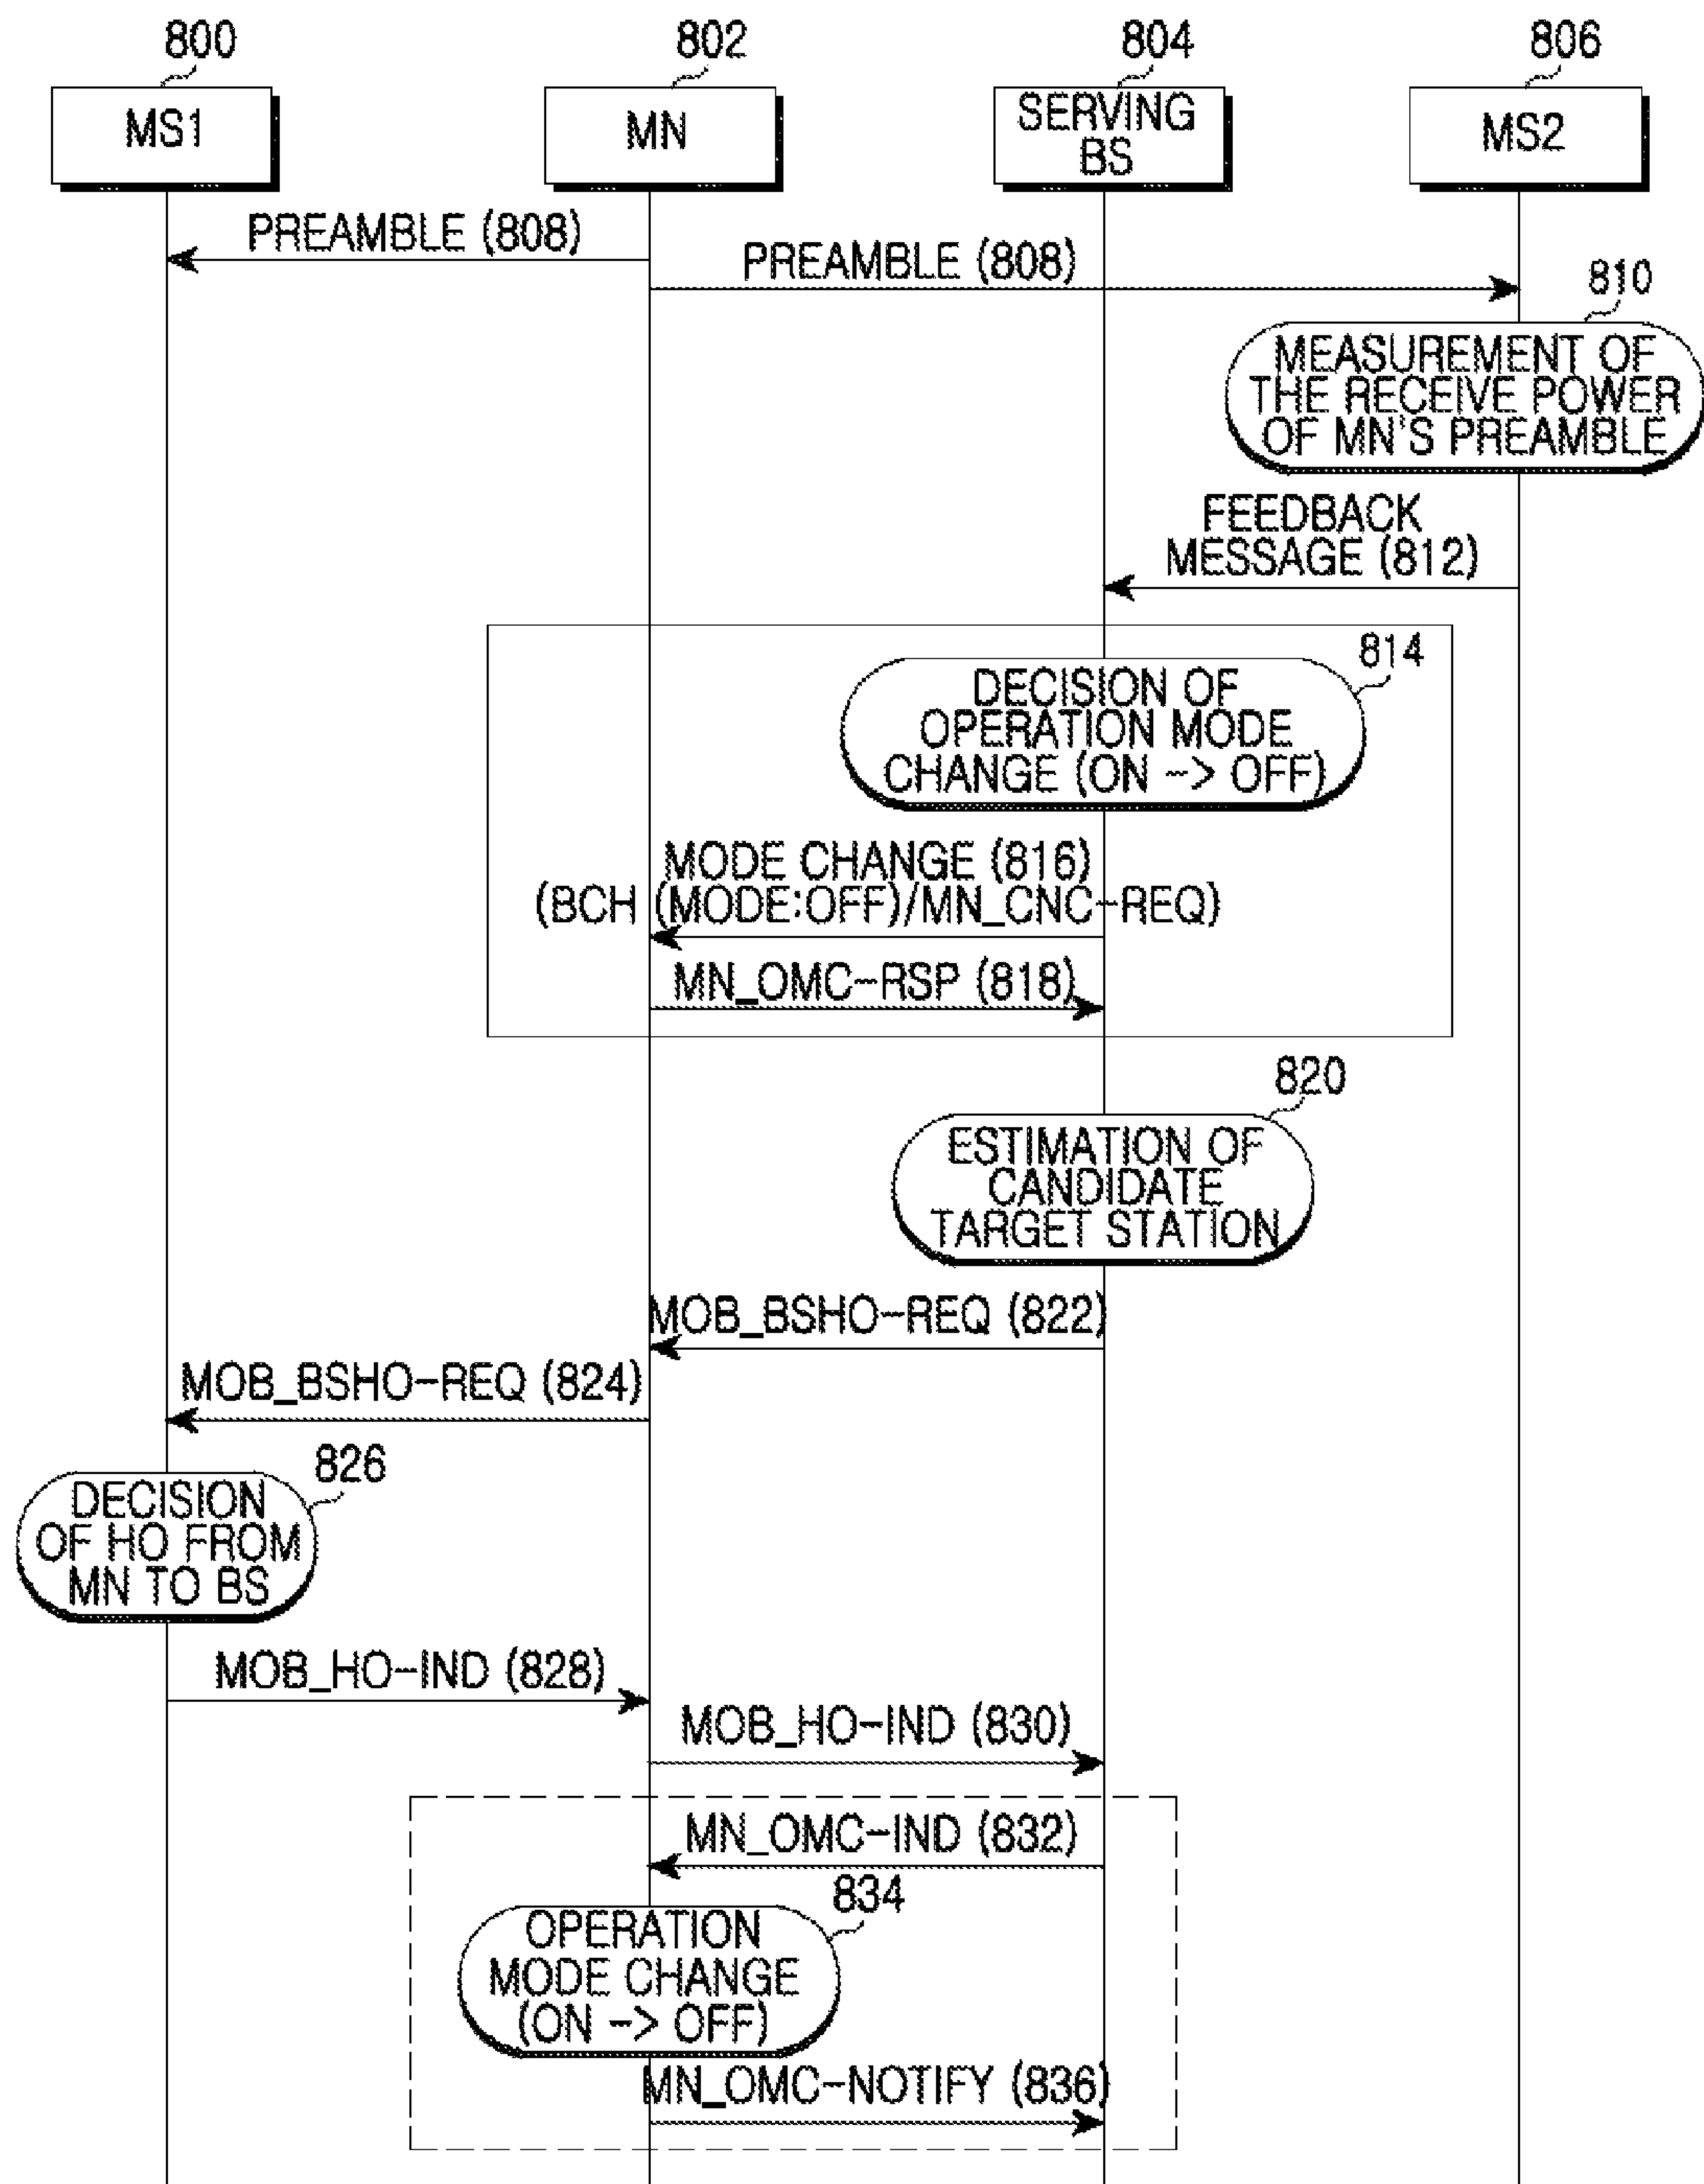 800
802
804
806
MS1
MN
SERVING
BS
MS2
PREAMBLE (808)
PREAMBLE (808)
810
MEASUREMENT OF
THE RECEIVE POWER
OF MN'S PREAMBLE
FEEDBACK
MESSAGE (812)
814
DECISION OF
OPERATION MODE
CHANGE (ON -> OFF)
MODE CHANGE (816)
(BCH (MODE:OFF)/MN_CNC-REQ)
MN_OMC-RSP (818)
820
ESTIMATION OF
CANDIDATE
TARGET STATION
MOB_BSHO-REQ (822)
MOB_BSHO-REQ (824)
826
DECISION
OF HO FROM
MN TO BS
MOB_HO-IND (828)
MOB_HO-IND (830)
MN_OMC-IND (832)
834
OPERATION
MODE CHANGE
(ON -> OFF)
MN_OMC-NOTIFY (836)